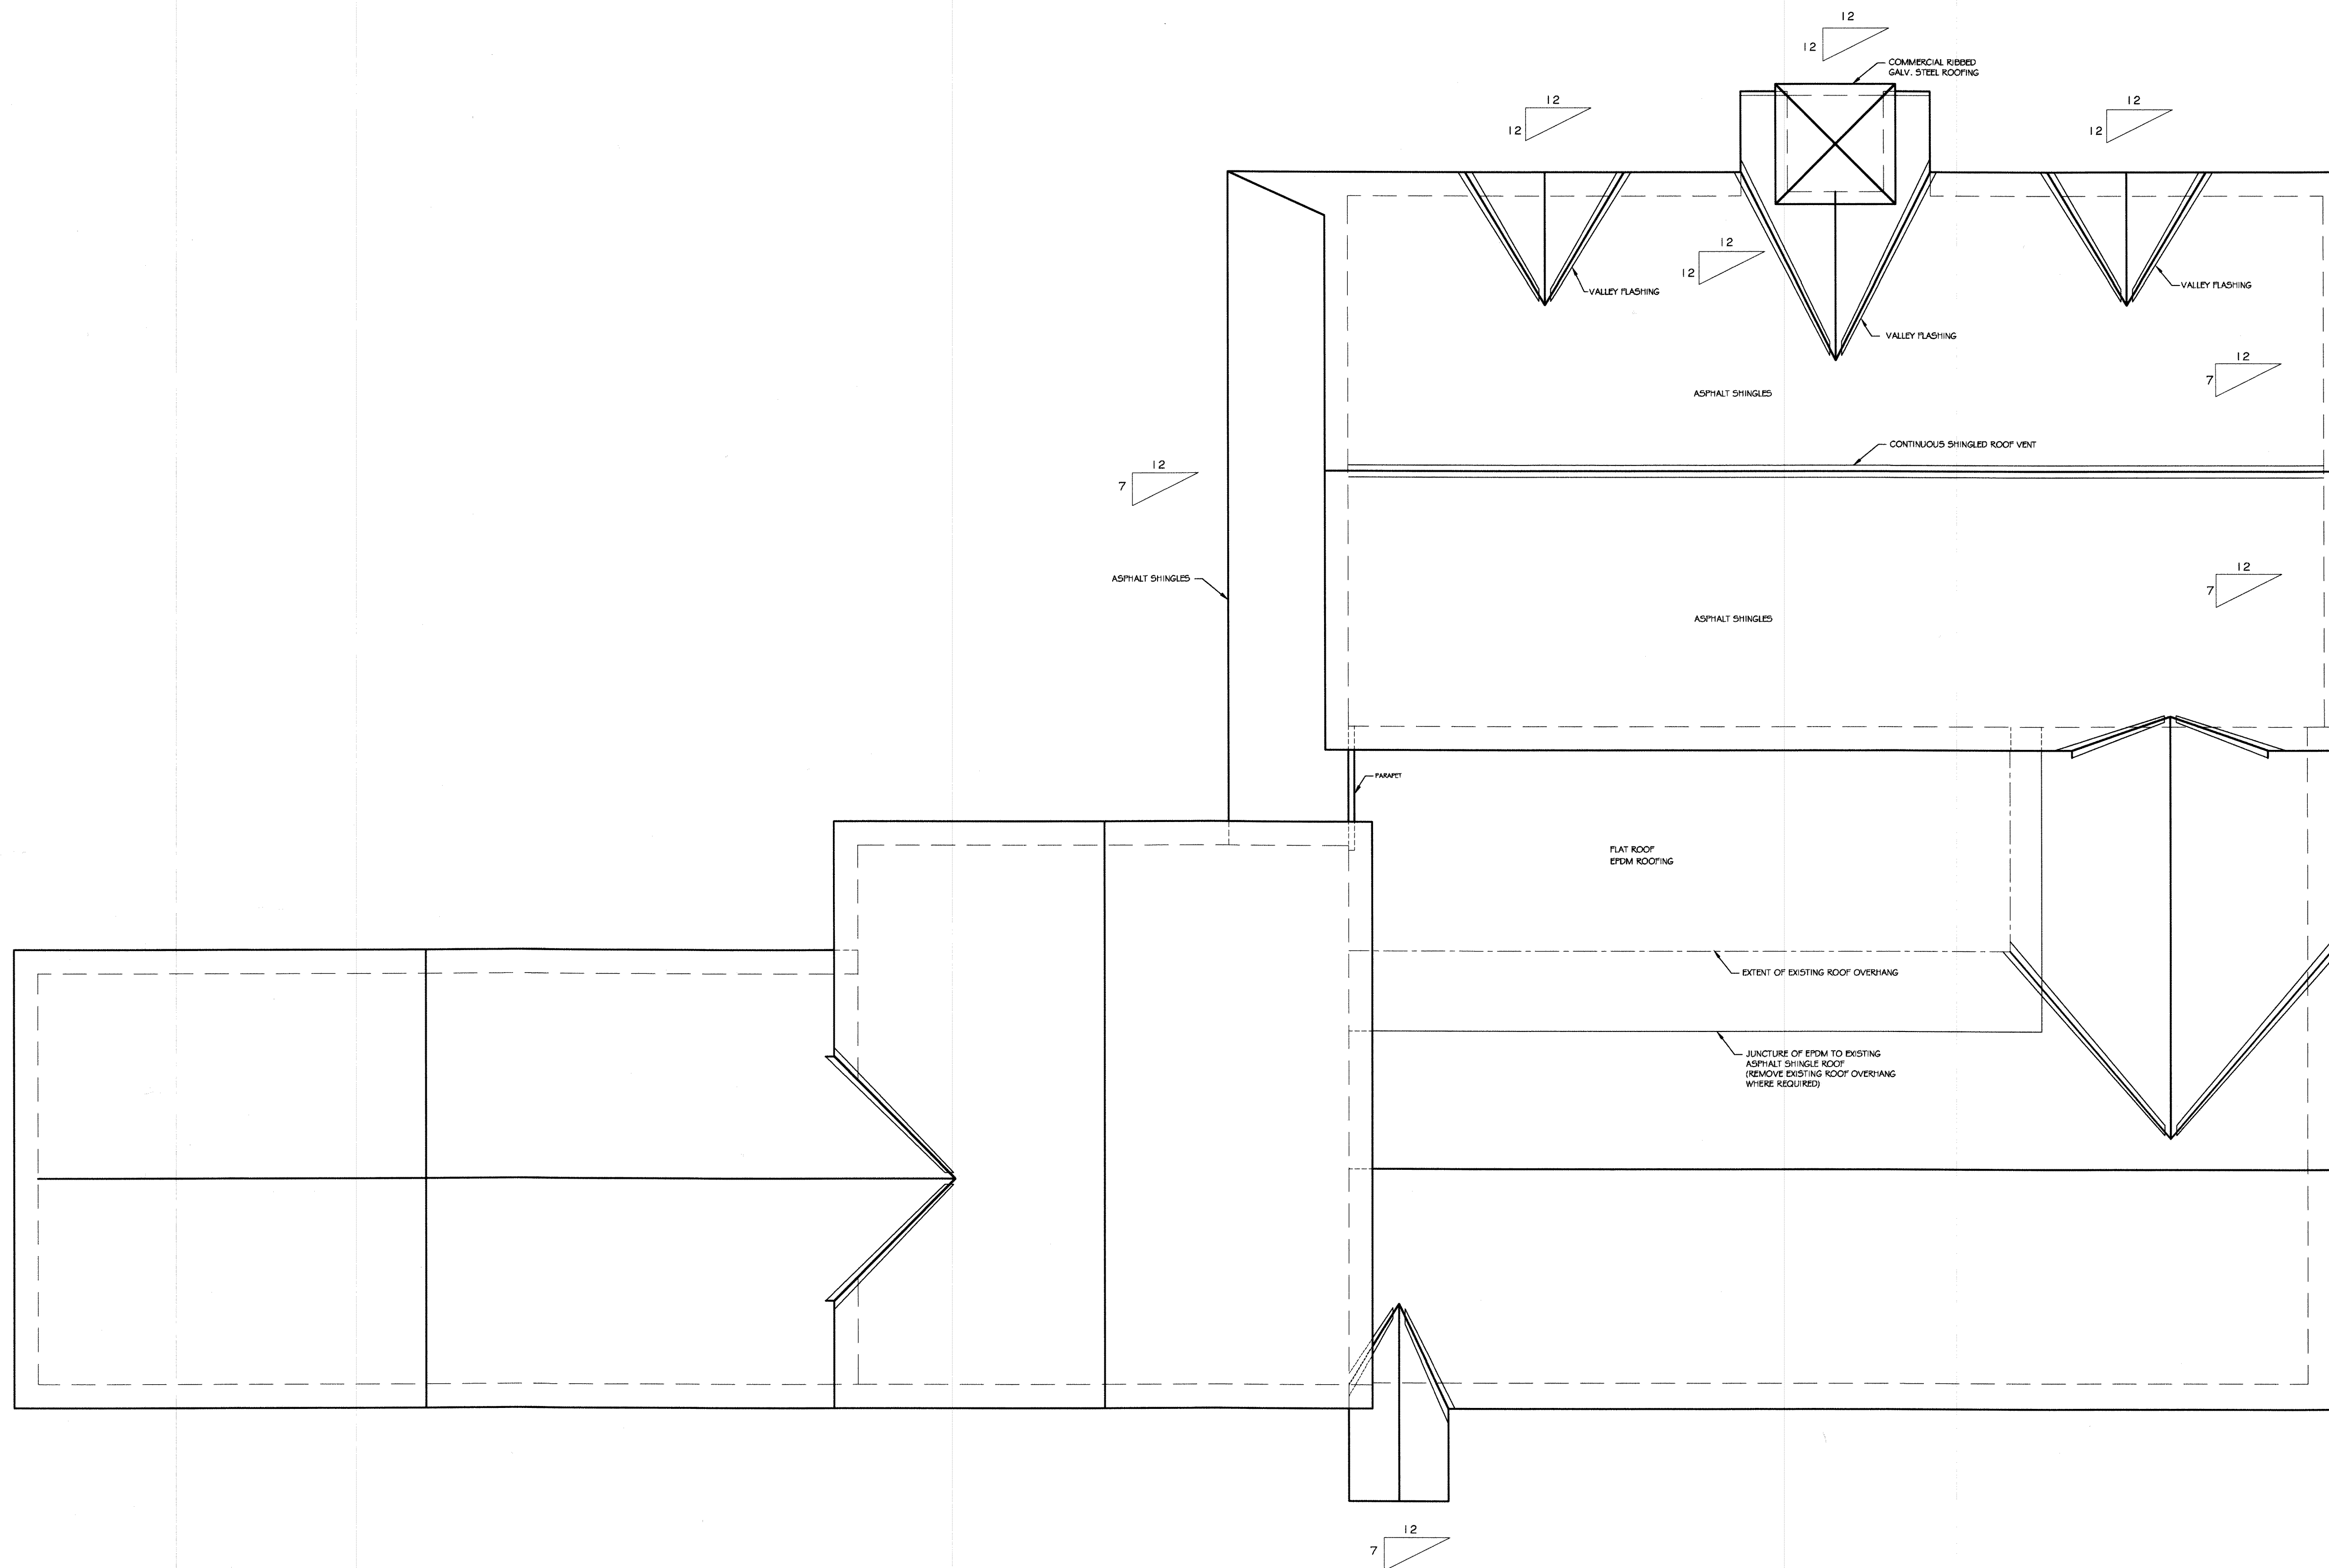 12
12
COMMERCIAL RIBBED
GALV. STEEL ROOFING
12
12
12
12
12
12
VALLEY FLASHING
VALLEY FLASHING
VALLEY FLASHING
12
7
ASPHALT SHINGLES
CONTINUOUS SHINGLED ROOF VENT
12
7
ASPHALT SHINGLES
12
7
ASPHALT SHINGLES
PARAPET
FLAT ROOF
EPDM ROOFING
EXTENT OF EXISTING ROOF OVERHANG
JUNCTURE OF EPDM TO EXISTING
ASPHALT SHINGLE ROOF
(REMOVE EXISTING ROOF OVERHANG
WHERE REQUIRED)
12
7